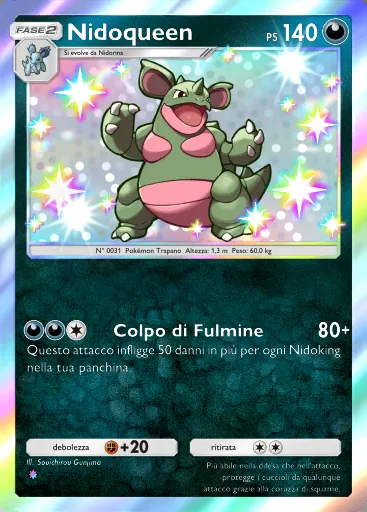 FASE 2 Nidoqueen PS 140
Si evolve da Nidorina
N° 0031 Pokémon Trapano Altezza: 1,3 m Peso: 60,0 kg
Colpo di Fulmine 80+
Questo attacco infligge 50 danni in più per ogni Nidoking
nella tua panchina.
debolezza +20 ritirata
Ill. Souichirou Gunjima
Più abile nella difesa che nell'attacco,
protegge i cuccioli da qualunque
attacco grazie alla corazza di squame.